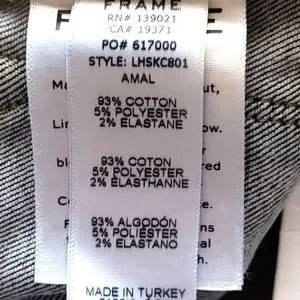 FRAME
RN# 139021
CA# 19371
PO# 617000
STYLE: LHSKC801
AMAL
93% COTTON
5% POLYESTER
2% ELASTANE
93% COTON
5% POLYESTER
2% ÉLASTHANNE
93% ALGODÓN
5% POLIÉSTER
2% ELASTANO
MADE IN TURKEY